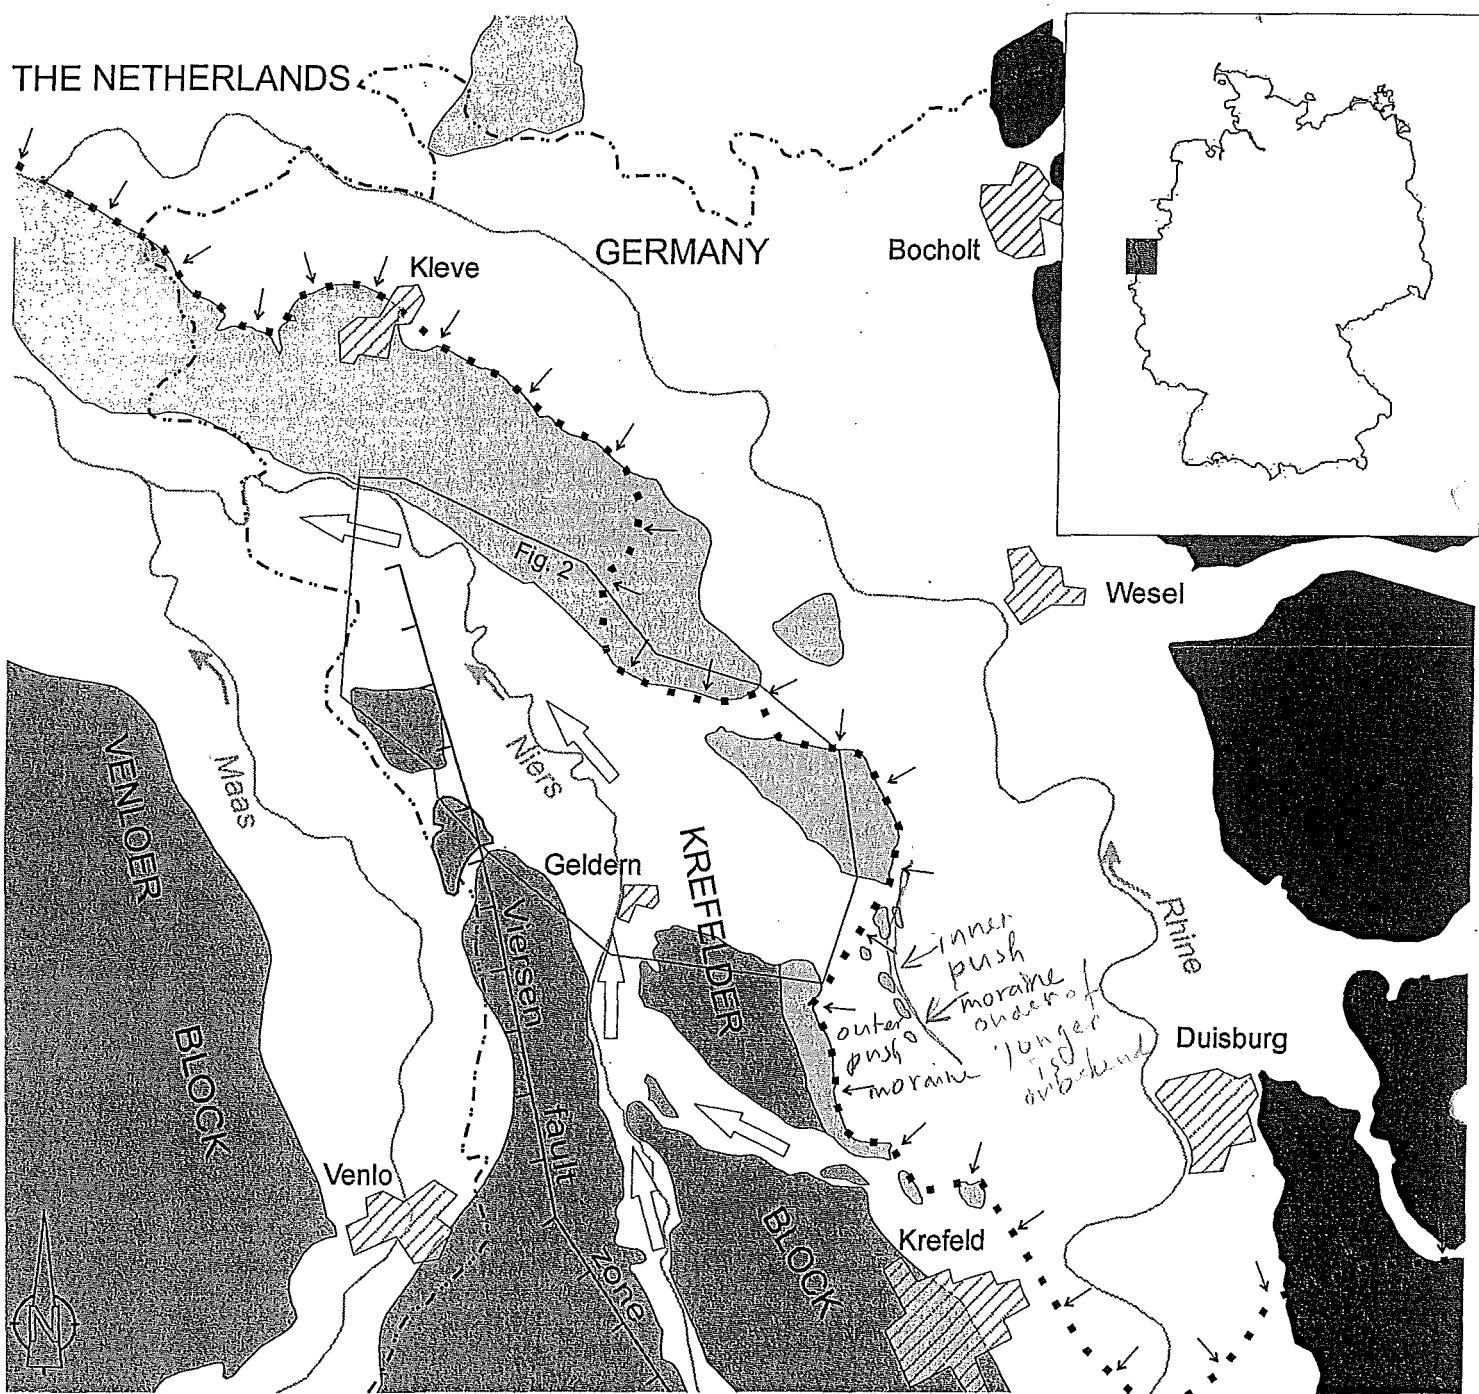 THE NETHERLANDS
GERMANY
Bocholt
Kleve
Fig. 2
Wesel
VENLOER
BLOCK
Maas
Niers
Geldern
KREFELDER
BLOCK
Viersen
fault
zone
Rhine
inner
push
moraine
outer
push
moraine
Duisburg
Venlo
Krefeld
N